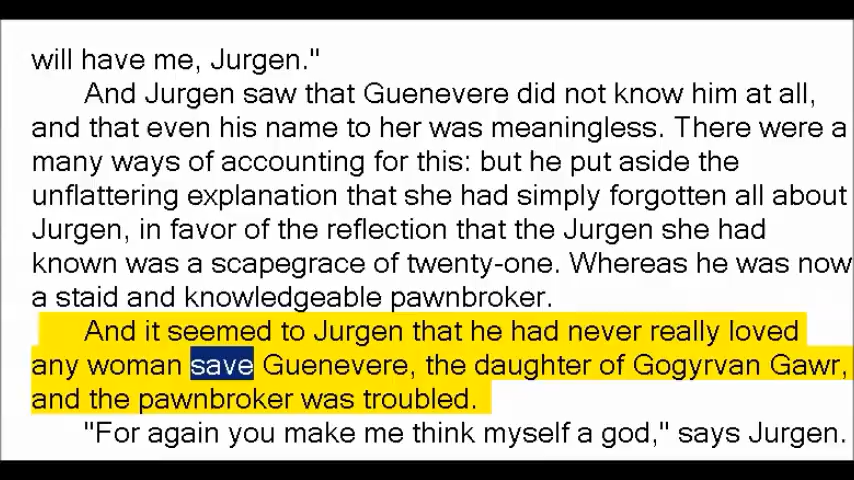 will have me, Jurgen."
And Jurgen saw that Guenevere did not know him at all,
and that even his name to her was meaningless. There were a
many ways of accounting for this: but he put aside the
unflattering explanation that she had simply forgotten all about
Jurgen, in favor of the reflection that the Jurgen she had
known was a scapegrace of twenty-one. Whereas he was now
a staid and knowledgeable pawnbroker.
And it seemed to Jurgen that he had never really loved
any woman save Guenevere, the daughter of Gogyrvan Gawr,
and the pawnbroker was troubled.
"For again you make me think myself a god," says Jurgen.